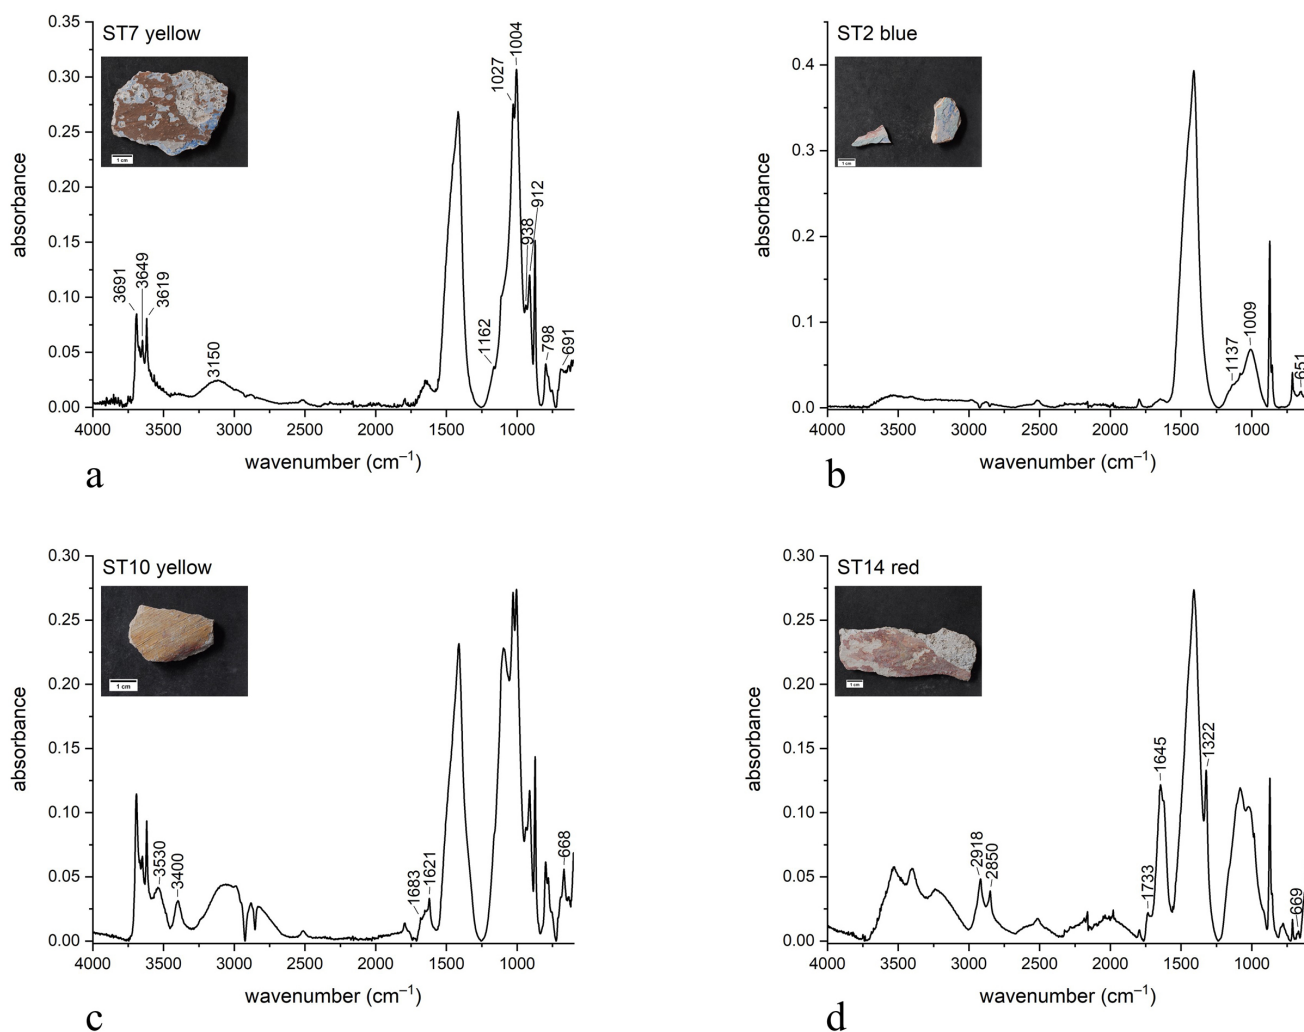 ST7 yellow
1 cm
absorbance
0.35
0.30
0.25
0.20
0.15
0.10
0.05
0.00
3691
3649
3619
3150
1162
1027
1004
938
912
798
691
4000 3500 3000 2500 2000 1500 1000
wavenumber (cm⁻¹)
a
ST2 blue
1 cm
absorbance
0.4
0.3
0.2
0.1
0.0
1137
1009
651
4000 3500 3000 2500 2000 1500 1000
wavenumber (cm⁻¹)
b
ST10 yellow
1 cm
absorbance
0.30
0.25
0.20
0.15
0.10
0.05
0.00
3530
3400
1683
1621
668
4000 3500 3000 2500 2000 1500 1000
wavenumber (cm⁻¹)
c
ST14 red
1 cm
absorbance
0.30
0.25
0.20
0.15
0.10
0.05
0.00
2918
2850
1733
1645
1322
669
4000 3500 3000 2500 2000 1500 1000
wavenumber (cm⁻¹)
d